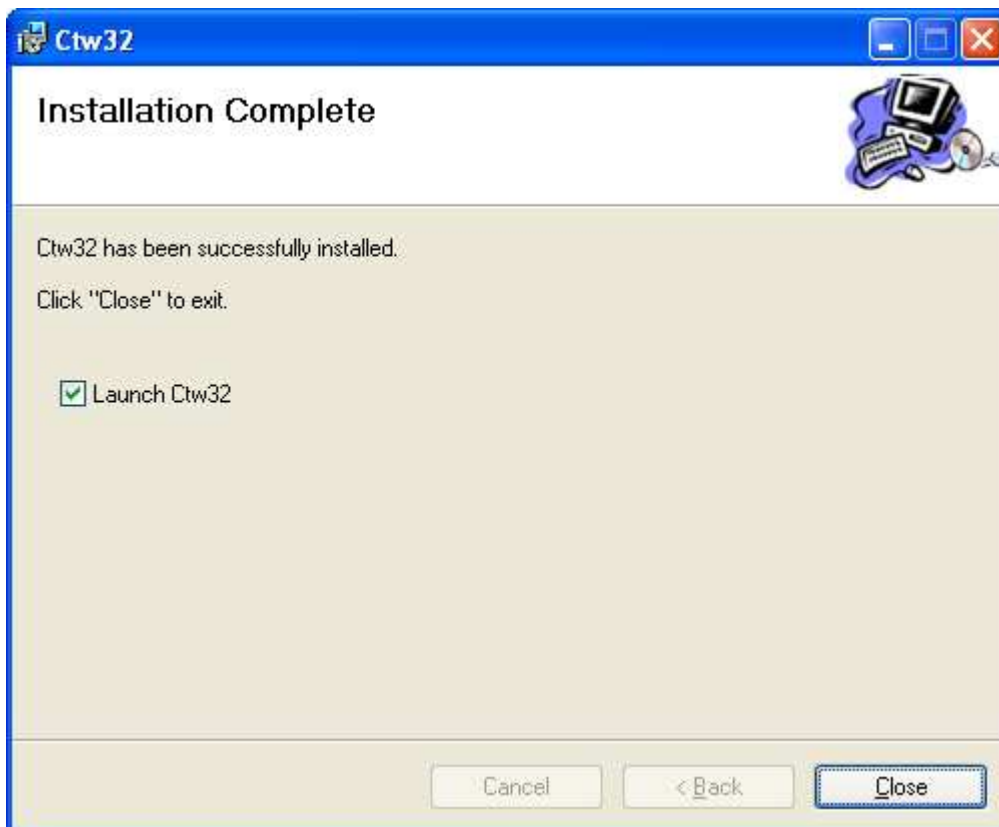 Ctw32
Installation Complete
Ctw32 has been successfully installed.
Click "Close" to exit.
Launch Ctw32
Cancel
< Back
Close